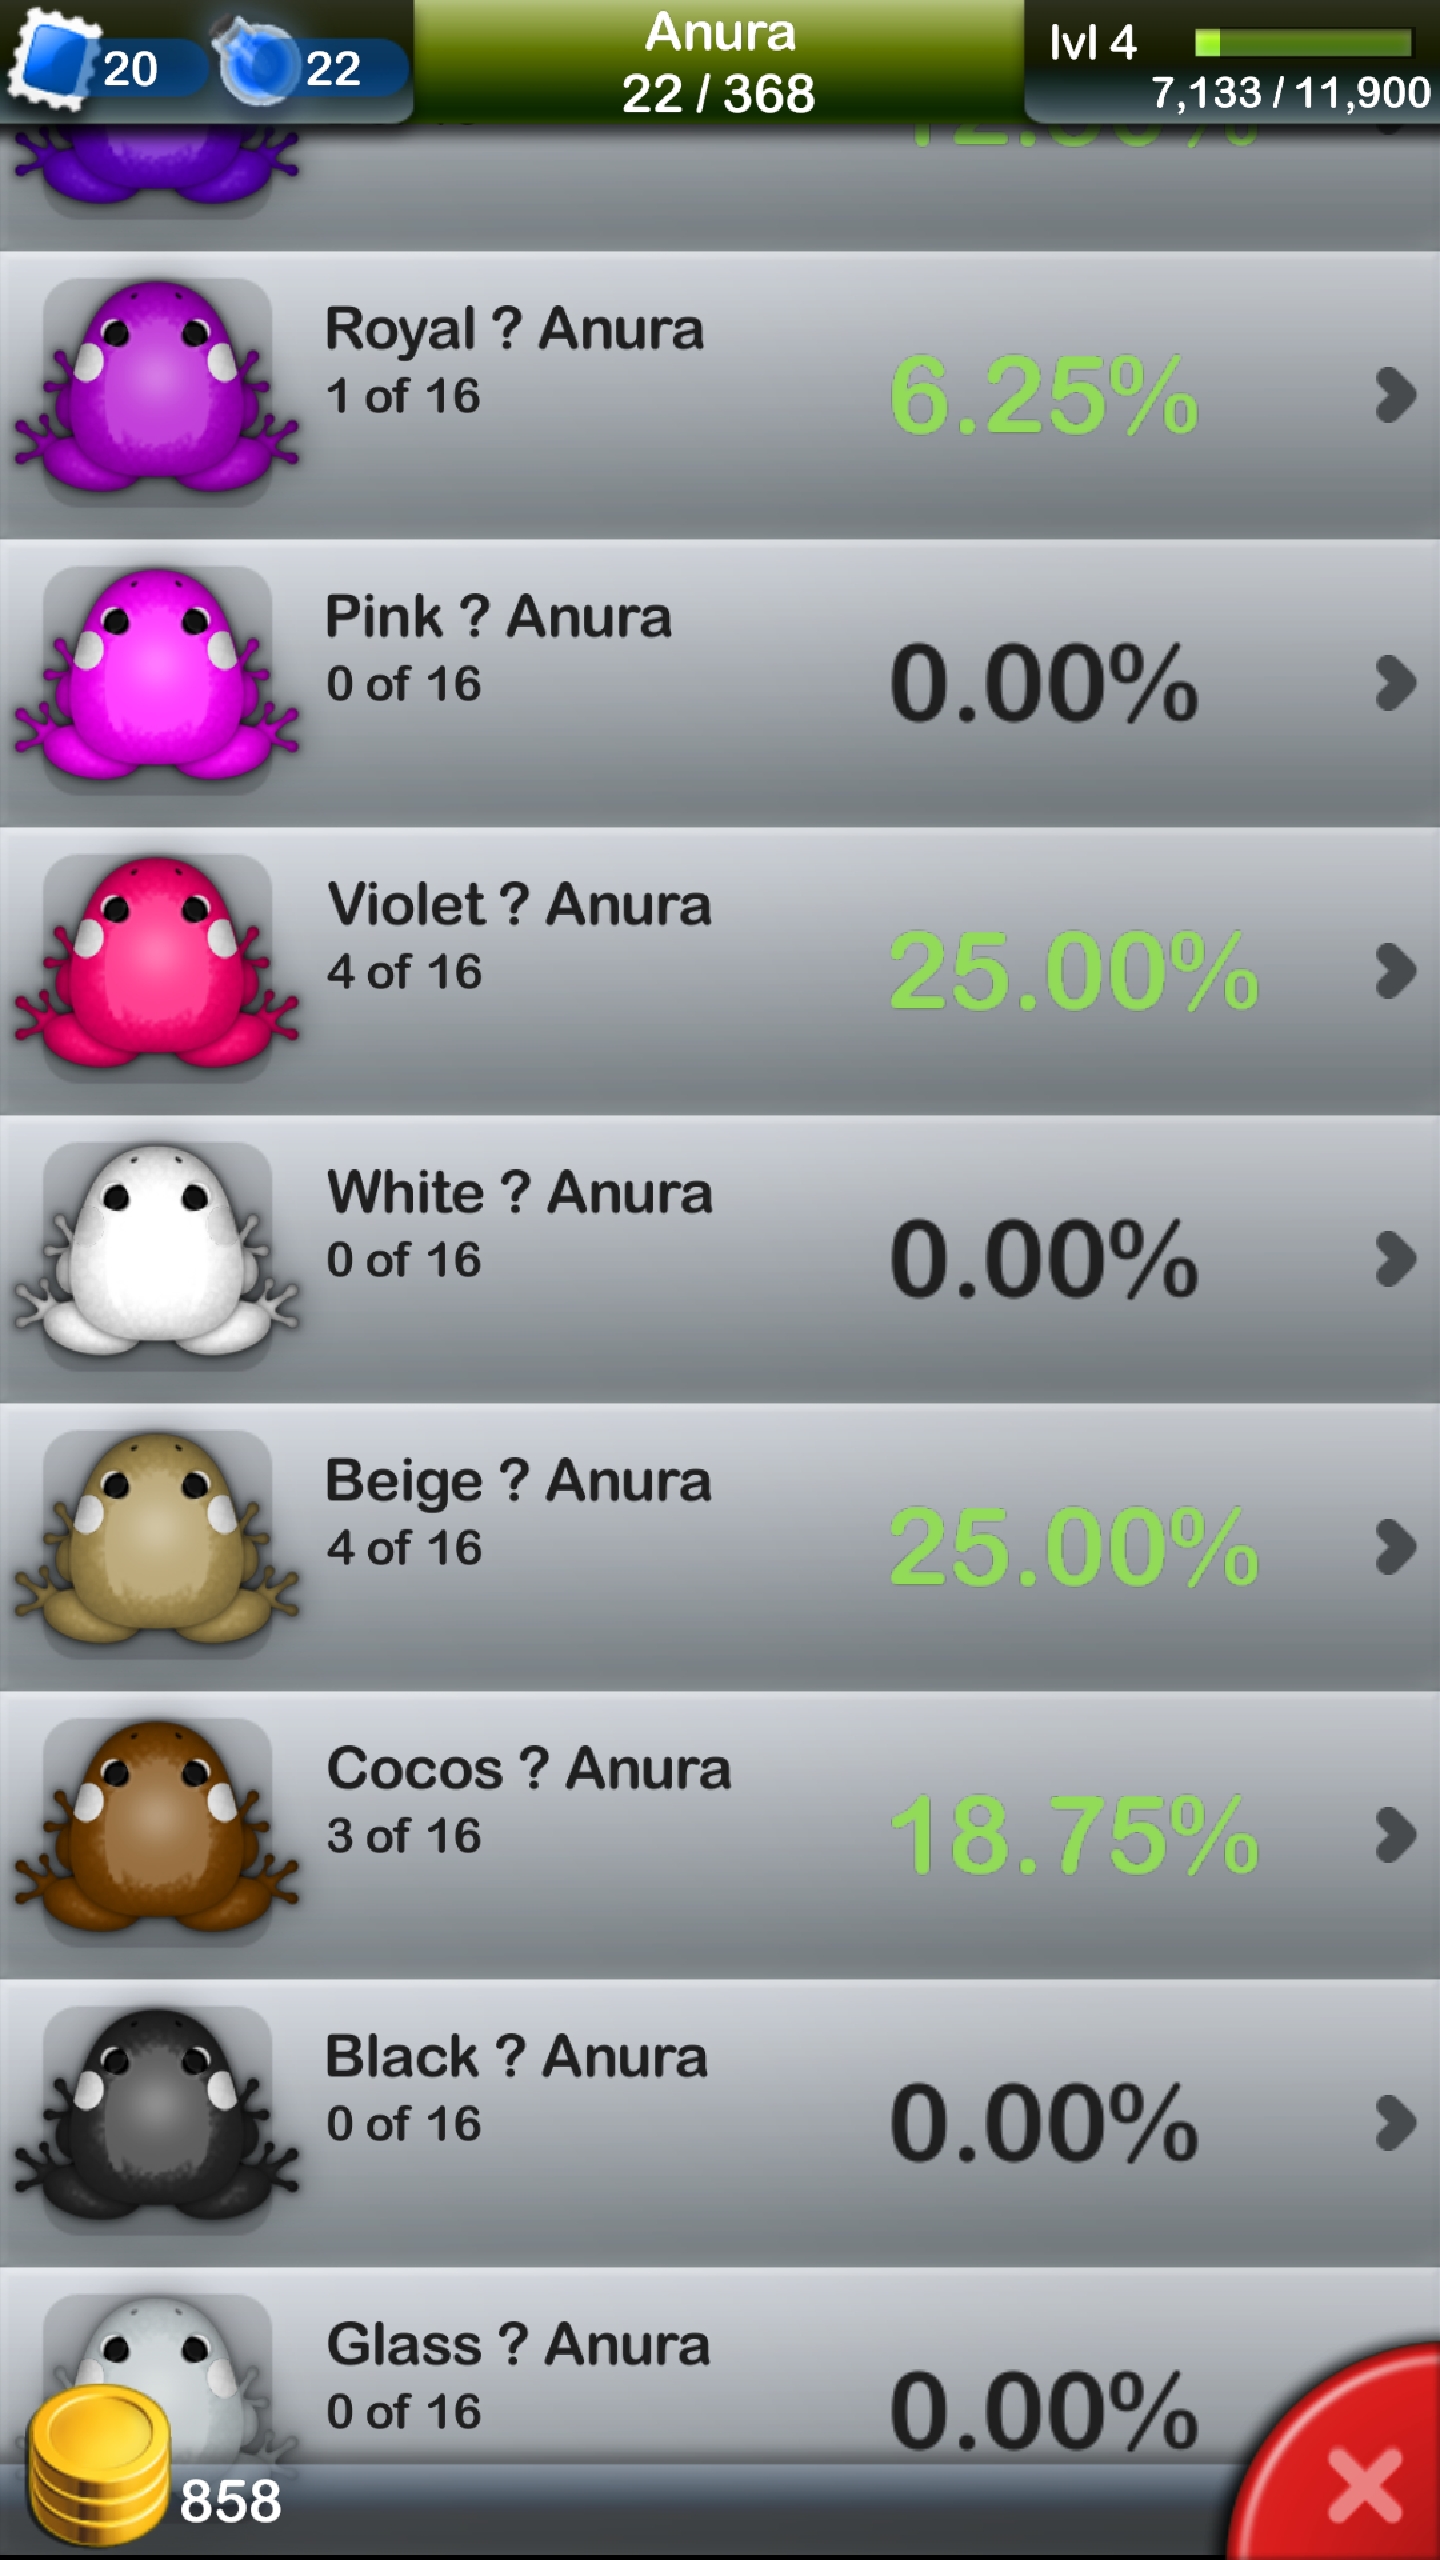 20
22
Anura
22 / 368
lvl 4
7,133 / 11,900
Royal ? Anura
1 of 16
6.25%
Pink ? Anura
0 of 16
0.00%
Violet ? Anura
4 of 16
25.00%
White ? Anura
0 of 16
0.00%
Beige ? Anura
4 of 16
25.00%
Cocos ? Anura
3 of 16
18.75%
Black ? Anura
0 of 16
0.00%
Glass ? Anura
0 of 16
0.00%
858